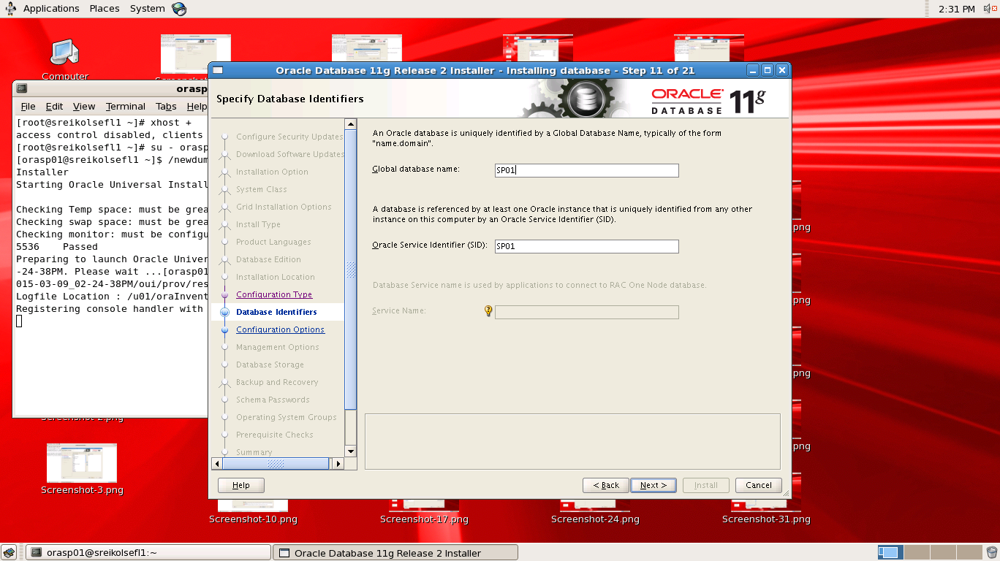 Applications Places System
2:31 PM
Computer
orasp
File Edit View Terminal Tabs Help
[root@sreikolsefl1 ~]# xhost +
access control disabled, clients
[root@sreikolsefl1 ~]# su - orasp
[orasp01@sreikolsefl1 ~]$ /newdum
Installer
Starting Oracle Universal Install
Checking Temp space: must be grea
Checking swap space: must be grea
Checking monitor: must be configu
5536 Passed
Preparing to launch Oracle Univer
-24-38PM. Please wait ...[orasp01
015-03-09_02-24-38PM/oui/prov/res
Logfile Location : /u01/oraInvent
Registering console handler with
Oracle Database 11g Release 2 Installer - Installing database - Step 11 of 21
Specify Database Identifiers
ORACLE
DATABASE 11g
Configure Security Updates
Download Software Updates
Installation Option
System Class
Grid Installation Options
Install Type
Product Languages
Database Edition
Installation Location
Configuration Type
Database Identifiers
Configuration Options
Management Options
Database Storage
Backup and Recovery
Schema Passwords
Operating System Groups
Prerequisite Checks
Summary
An Oracle database is uniquely identified by a Global Database Name, typically of the form
"name.domain".
Global database name: SP01
A database is referenced by at least one Oracle instance that is uniquely identified from any other
instance on this computer by an Oracle Service Identifier (SID).
Oracle Service Identifier (SID): SP01
Database Service name is used by applications to connect to RAC One Node database.
Service Name:
Help
< Back
Next >
Install
Cancel
png
png
png
png
Screenshot-2.png
Screenshot-3.png
Screenshot-10.png
Screenshot-17.png
Screenshot-24.png
Screenshot-31.png
orasp01@sreikolsefl1:~
Oracle Database 11g Release 2 Installer